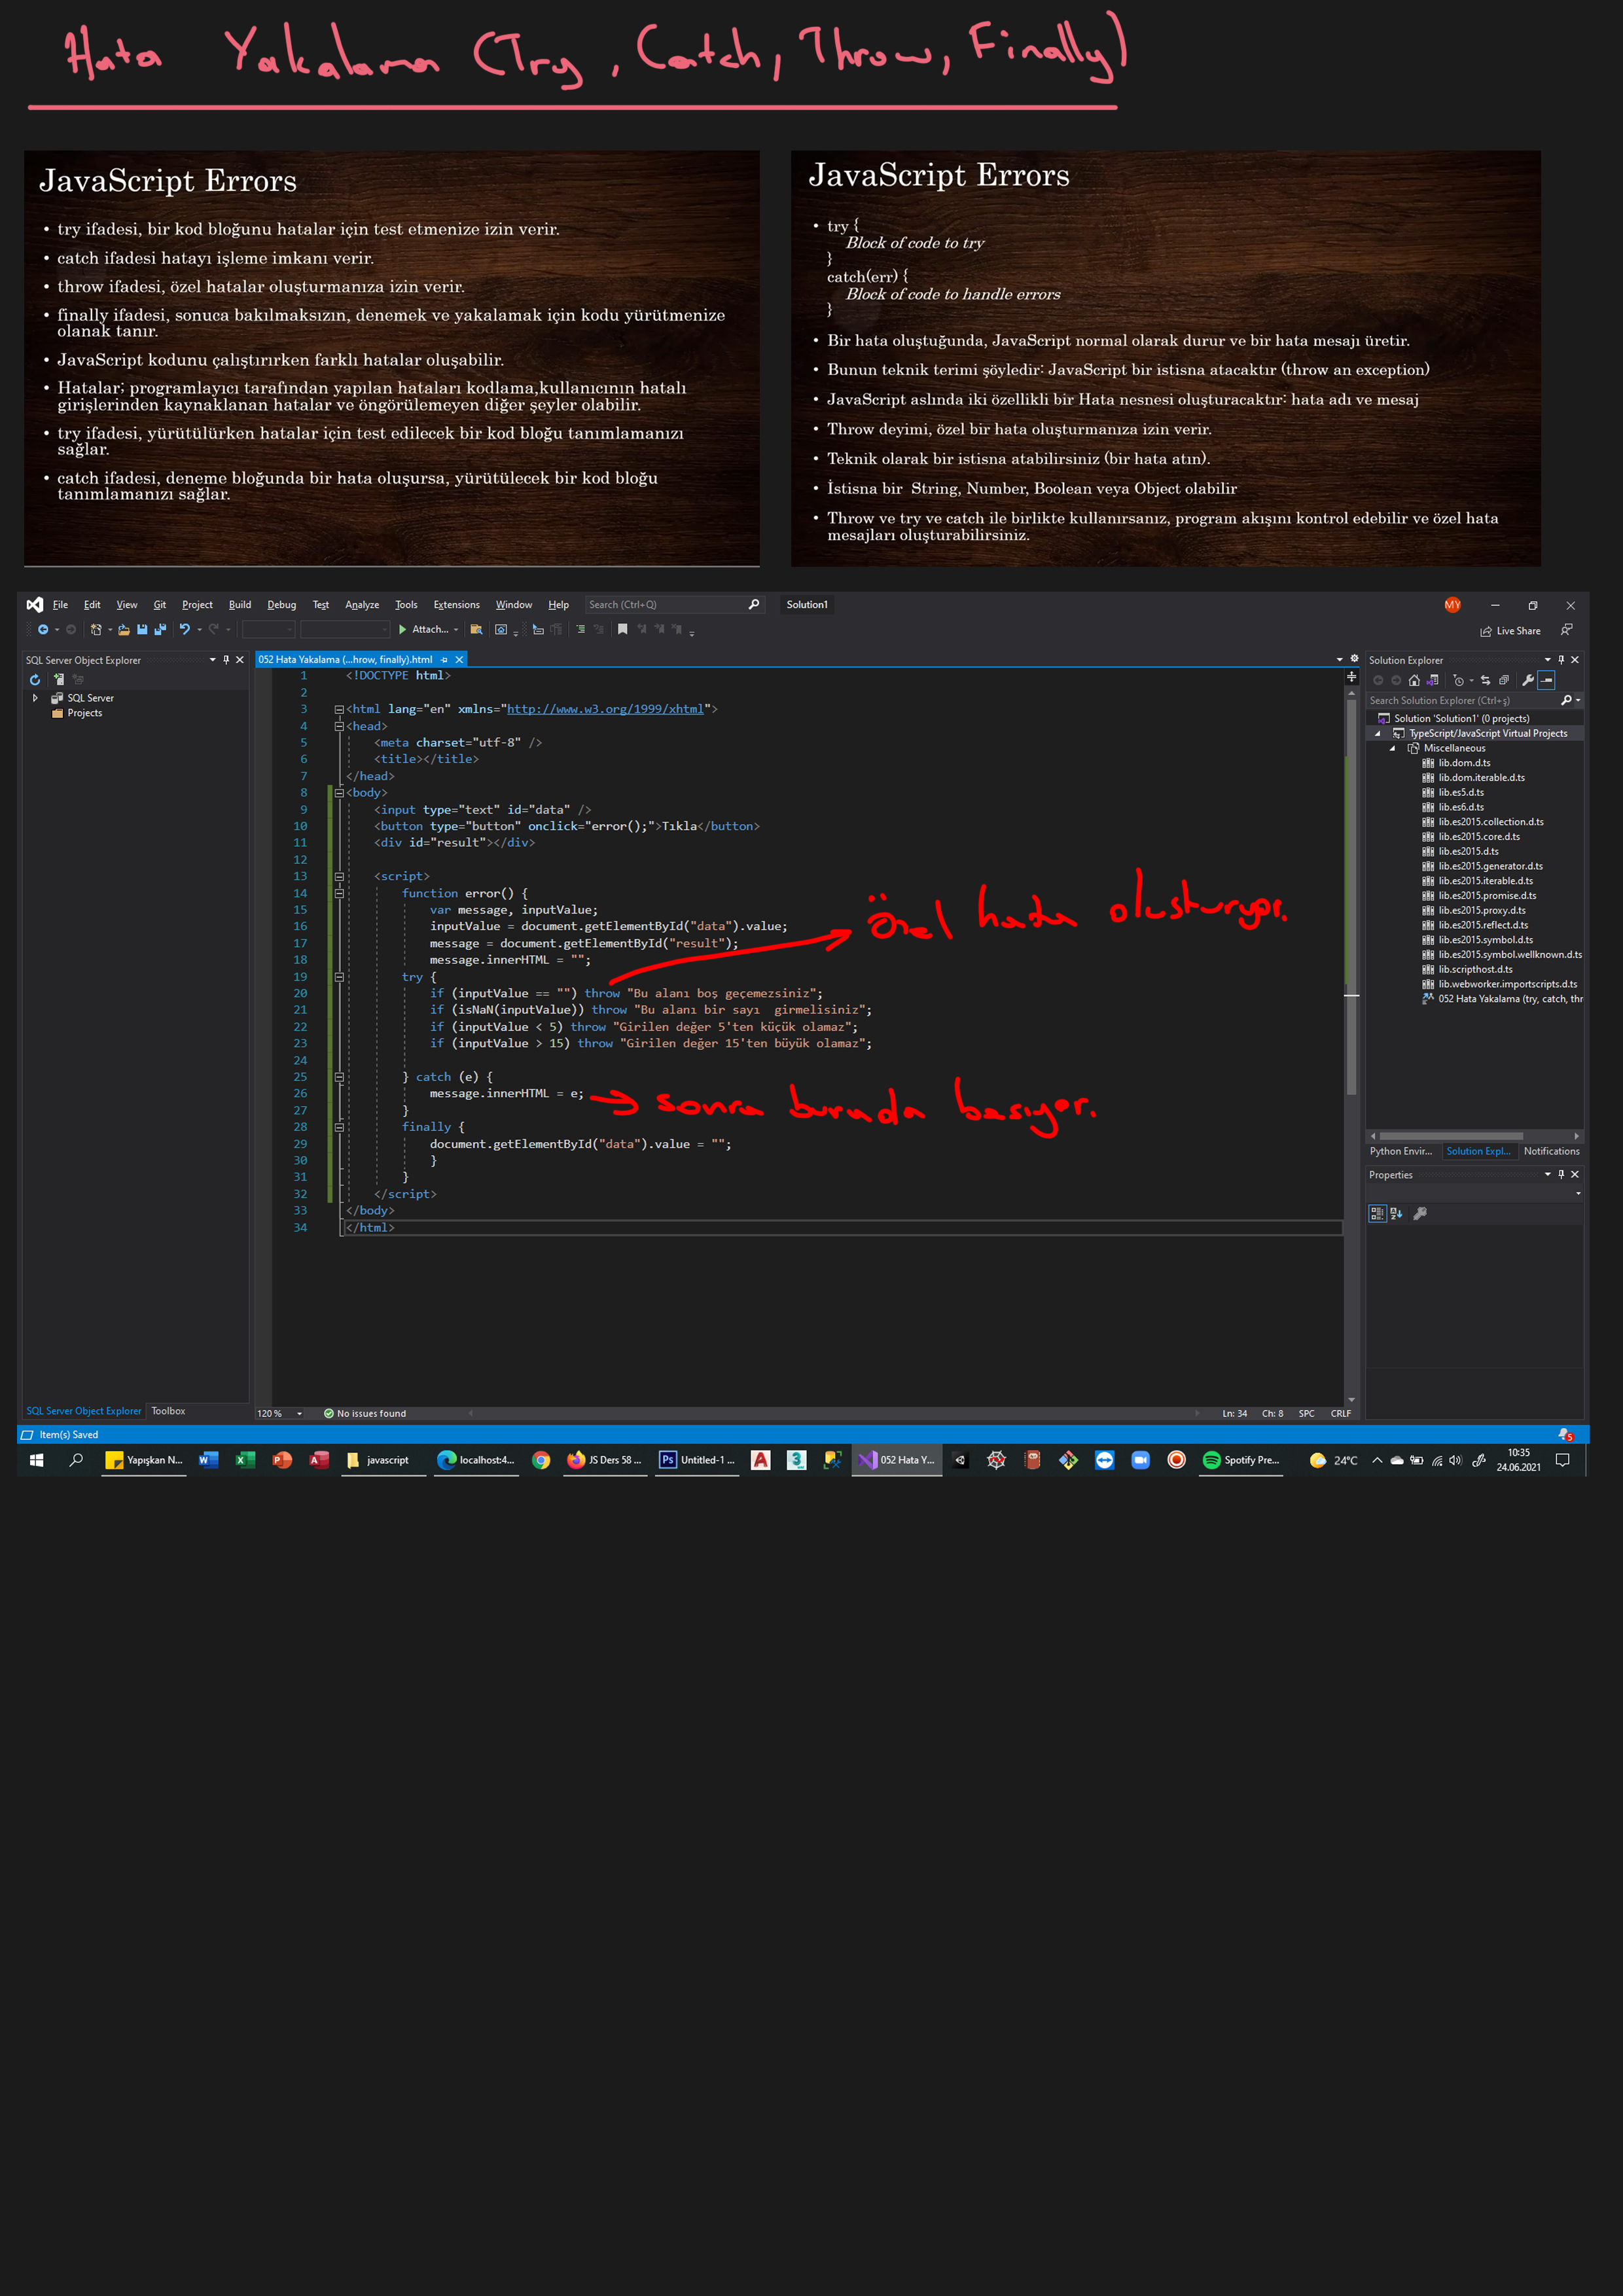 Hata Yakalama (Try, Catch, Throw, Finally)
JavaScript Errors
• try ifadesi, bir kod bloğunu hatalar için test etmenize izin verir.
• catch ifadesi hatayı işleme imkanı verir.
• throw ifadesi, özel hatalar oluşturmanıza izin verir.
• finally ifadesi, sonuca bakılmaksızın, denemek ve yakalamak için kodu yürütmenize
olanak tanır.
• JavaScript kodunu çalıştırırken farklı hatalar oluşabilir.
• Hatalar; programlayıcı tarafından yapılan hataları kodlama,kullanıcının hatalı
girişlerinden kaynaklanan hatalar ve öngörülemeyen diğer şeyler olabilir.
• try ifadesi, yürütülürken hatalar için test edilecek bir kod bloğu tanımlamanızı
sağlar.
• catch ifadesi, deneme bloğunda bir hata oluşursa, yürütülecek bir kod bloğu
tanımlamanızı sağlar.
JavaScript Errors
• try {
Block of code to try
}
catch(err) {
Block of code to handle errors
}
• Bir hata oluştuğunda, JavaScript normal olarak durur ve bir hata mesajı üretir.
• Bunun teknik terimi şöyledir: JavaScript bir istisna atacaktır (throw an exception)
• JavaScript aslında iki özellikli bir Hata nesnesi oluşturacaktır: hata adı ve mesaj
• Throw deyimi, özel bir hata oluşturmanıza izin verir.
• Teknik olarak bir istisna atabilirsiniz (bir hata atın).
• İstisna bir String, Number, Boolean veya Object olabilir
• Throw ve try ve catch ile birlikte kullanırsanız, program akışını kontrol edebilir ve özel hata
mesajları oluşturabilirsiniz.
File Edit View Git Project Build Debug Test Analyze Tools Extensions Window Help Search (Ctrl+Q) Solution1 MY
Attach... Live Share
SQL Server Object Explorer
SQL Server
Projects
052 Hata Yakalama (...hrow, finally).html
1 <!DOCTYPE html>
2
3 <html lang="en" xmlns="http://www.w3.org/1999/xhtml">
4 <head>
5 <meta charset="utf-8" />
6 <title></title>
7 </head>
8 <body>
9 <input type="text" id="data" />
10 <button type="button" onclick="error();">Tıkla</button>
11 <div id="result"></div>
12
13 <script>
14 function error() {
15 var message, inputValue;
16 inputValue = document.getElementById("data").value;
17 message = document.getElementById("result");
18 message.innerHTML = "";
19 try {
20 if (inputValue == "") throw "Bu alanı boş geçemezsiniz";
21 if (isNaN(inputValue)) throw "Bu alanı bir sayı  girmelisiniz";
22 if (inputValue < 5) throw "Girilen değer 5'ten küçük olamaz";
23 if (inputValue > 15) throw "Girilen değer 15'ten büyük olamaz";
24
25 } catch (e) {
26 message.innerHTML = e;
27 }
28 finally {
29 document.getElementById("data").value = "";
30 }
31 }
32 </script>
33 </body>
34 </html>
Özel hata oluşturuyor.
sonra burada basıyor.
Solution Explorer
Search Solution Explorer (Ctrl+ş)
Solution 'Solution1' (0 projects)
TypeScript/JavaScript Virtual Projects
Miscellaneous
lib.dom.d.ts
lib.dom.iterable.d.ts
lib.es5.d.ts
lib.es6.d.ts
lib.es2015.collection.d.ts
lib.es2015.core.d.ts
lib.es2015.d.ts
lib.es2015.generator.d.ts
lib.es2015.iterable.d.ts
lib.es2015.promise.d.ts
lib.es2015.proxy.d.ts
lib.es2015.reflect.d.ts
lib.es2015.symbol.d.ts
lib.es2015.symbol.wellknown.d.ts
lib.scripthost.d.ts
lib.webworker.importscripts.d.ts
052 Hata Yakalama (try, catch, thr
Python Envir... Solution Expl... Notifications
Properties
SQL Server Object Explorer Toolbox
120 % No issues found Ln: 34 Ch: 8 SPC CRLF
Item(s) Saved 5
Yapışkan N... javascript localhost:4... JS Ders 58 ... Ps Untitled-1 ... 052 Hata Y... Spotify Pre... 24°C 10:35
24.06.2021